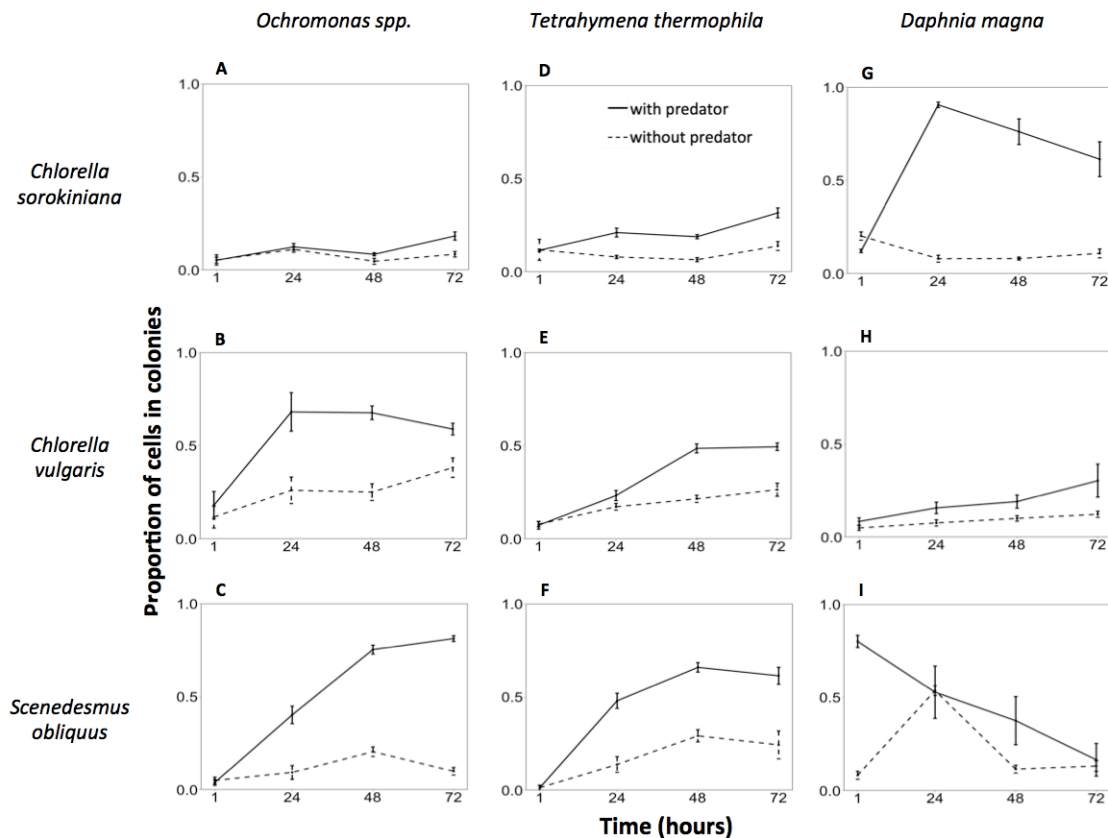 Ochromonas spp. Tetrahymena thermophila Daphnia magna
A D G
1.0 1.0 1.0
with predator
without predator
Chlorella
sorokiniana
0.5 0.5 0.5
0.0 0.0 0.0
1 24 48 72 1 24 48 72 1 24 48 72
Proportion of cells in colonies
B E H
1.0 1.0 1.0
Chlorella
vulgaris
0.5 0.5 0.5
0.0 0.0 0.0
1 24 48 72 1 24 48 72 1 24 48 72
C F I
1.0 1.0 1.0
Scenedesmus
obliquus
0.5 0.5 0.5
0.0 0.0 0.0
1 24 48 72 1 24 48 72 1 24 48 72
Time (hours)